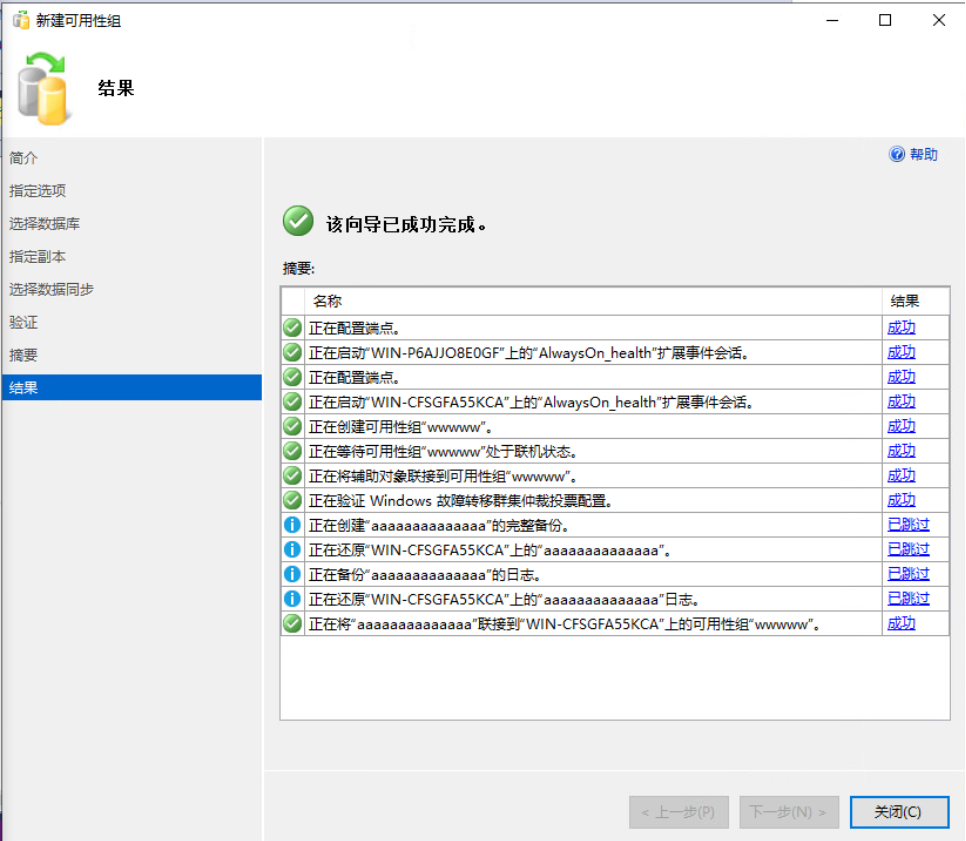 新建可用性组
结果
简介
指定选项
选择数据库
指定副本
选择数据同步
验证
摘要
结果
帮助
该向导已成功完成。
摘要:
名称 结果
正在配置端点。 成功
正在启动“WIN-P6AJJO8E0GF”上的“AlwaysOn_health”扩展事件会话。 成功
正在配置端点。 成功
正在启动“WIN-CFSGFA55KCA”上的“AlwaysOn_health”扩展事件会话。 成功
正在创建可用性组“wwwww”。 成功
正在等待可用性组“wwwww”处于联机状态。 成功
正在将辅助对象联接到可用性组“wwwww”。 成功
正在验证 Windows 故障转移群集仲裁投票配置。 成功
正在创建“aaaaaaaaaaaaaa”的完整备份。 已跳过
正在还原“WIN-CFSGFA55KCA”上的“aaaaaaaaaaaaaa”。 已跳过
正在备份“aaaaaaaaaaaaaa”的日志。 已跳过
正在还原“WIN-CFSGFA55KCA”上的“aaaaaaaaaaaaaa”日志。 已跳过
正在将“aaaaaaaaaaaaaa”联接到“WIN-CFSGFA55KCA”上的可用性组“wwwww”。 成功
< 上一步(P) 下一步(N) > 关闭(C)